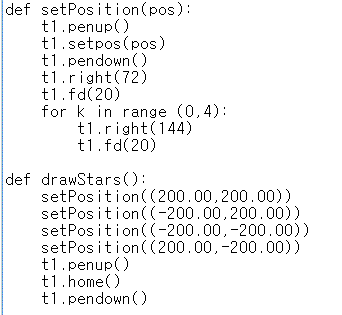 def setPosition(pos):
    t1.penup()
    t1.setpos(pos)
    t1.pendown()
    t1.right(72)
    t1.fd(20)
    for k in range (0,4):
        t1.right(144)
        t1.fd(20)

def drawStars():
    setPosition((200.00,200.00))
    setPosition((-200.00,200.00))
    setPosition((-200.00,-200.00))
    setPosition((200.00,-200.00))
    t1.penup()
    t1.home()
    t1.pendown()